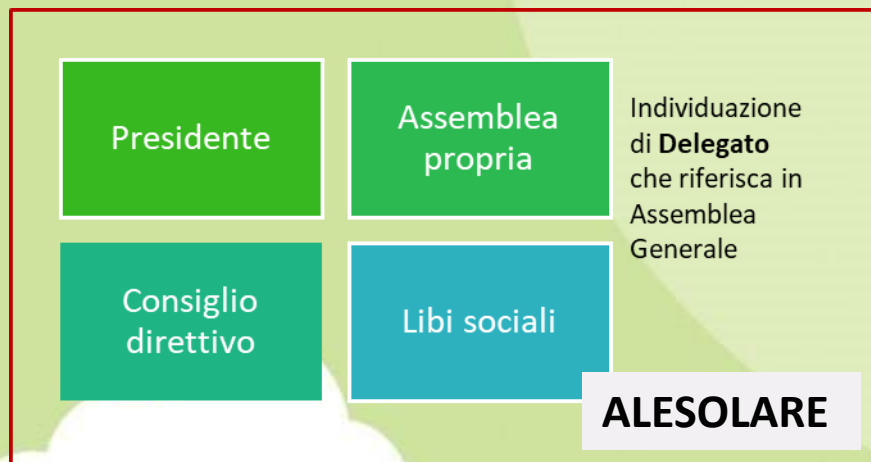 Presidente
Assemblea
propria
Individuazione
di Delegato
che riferisca in
Assemblea
Generale
Consiglio
direttivo
Libi sociali
ALESOLARE